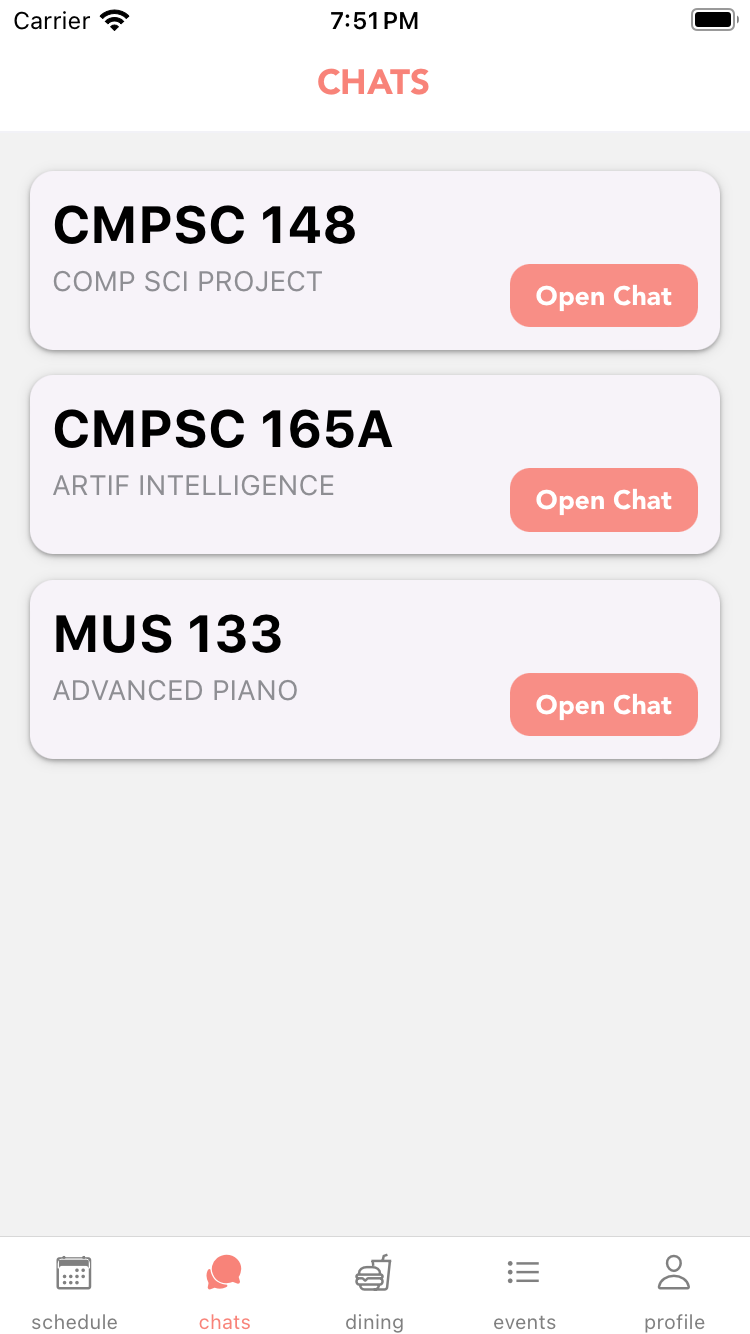 Carrier 7:51 PM
CHATS
CMPSC 148
COMP SCI PROJECT
Open Chat
CMPSC 165A
ARTIF INTELLIGENCE
Open Chat
MUS 133
ADVANCED PIANO
Open Chat
schedule chats dining events profile